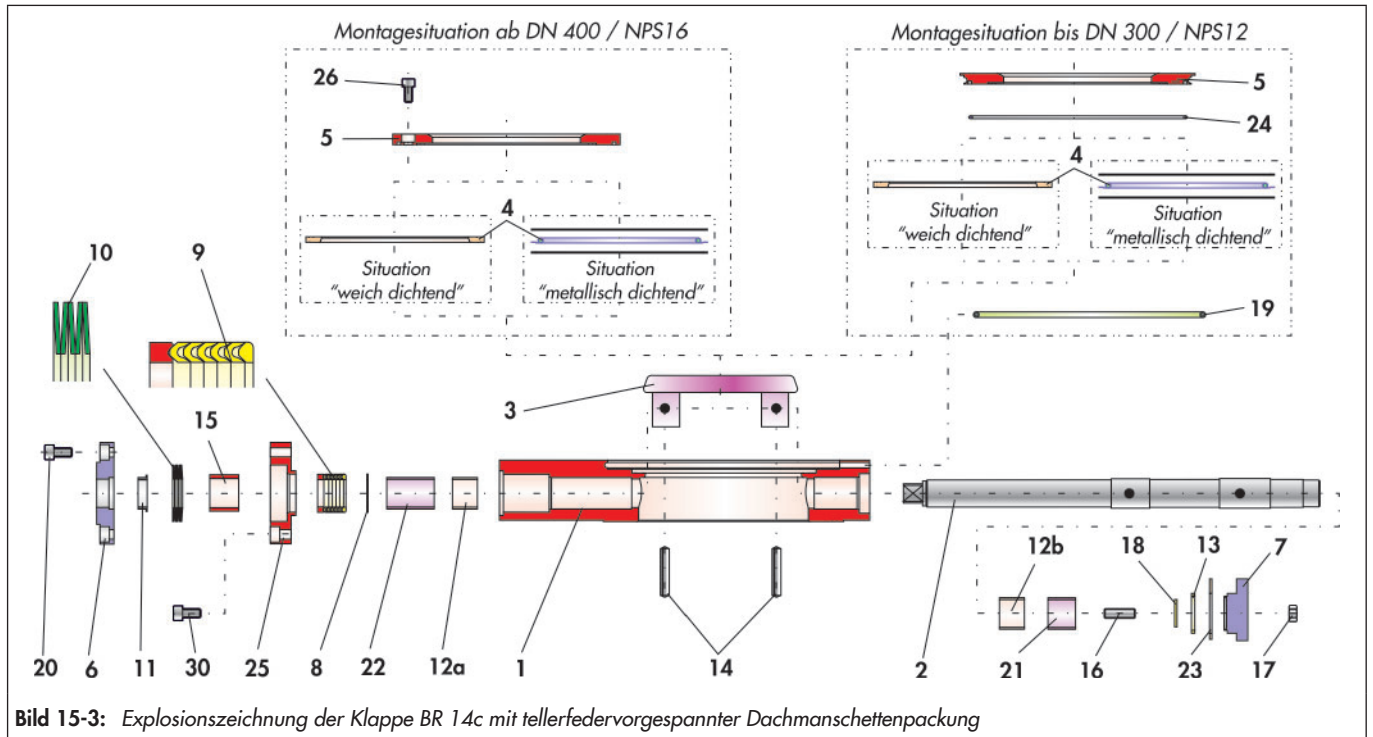 Montagesituation ab DN 400 / NPS16
Montagesituation bis DN 300 / NPS12
26
5
5
24
4
4
Situation
"weich dichtend"
Situation
"metallisch dichtend"
Situation
"weich dichtend"
Situation
"metallisch dichtend"
10
9
19
3
15
12b
18
13
7
20
6
11
30
25
8
22
12a
1
14
2
21
16
23
17
Bild 15-3: Explosionszeichnung der Klappe BR 14c mit tellerfedervorgespannter Dachmanschettenpackung